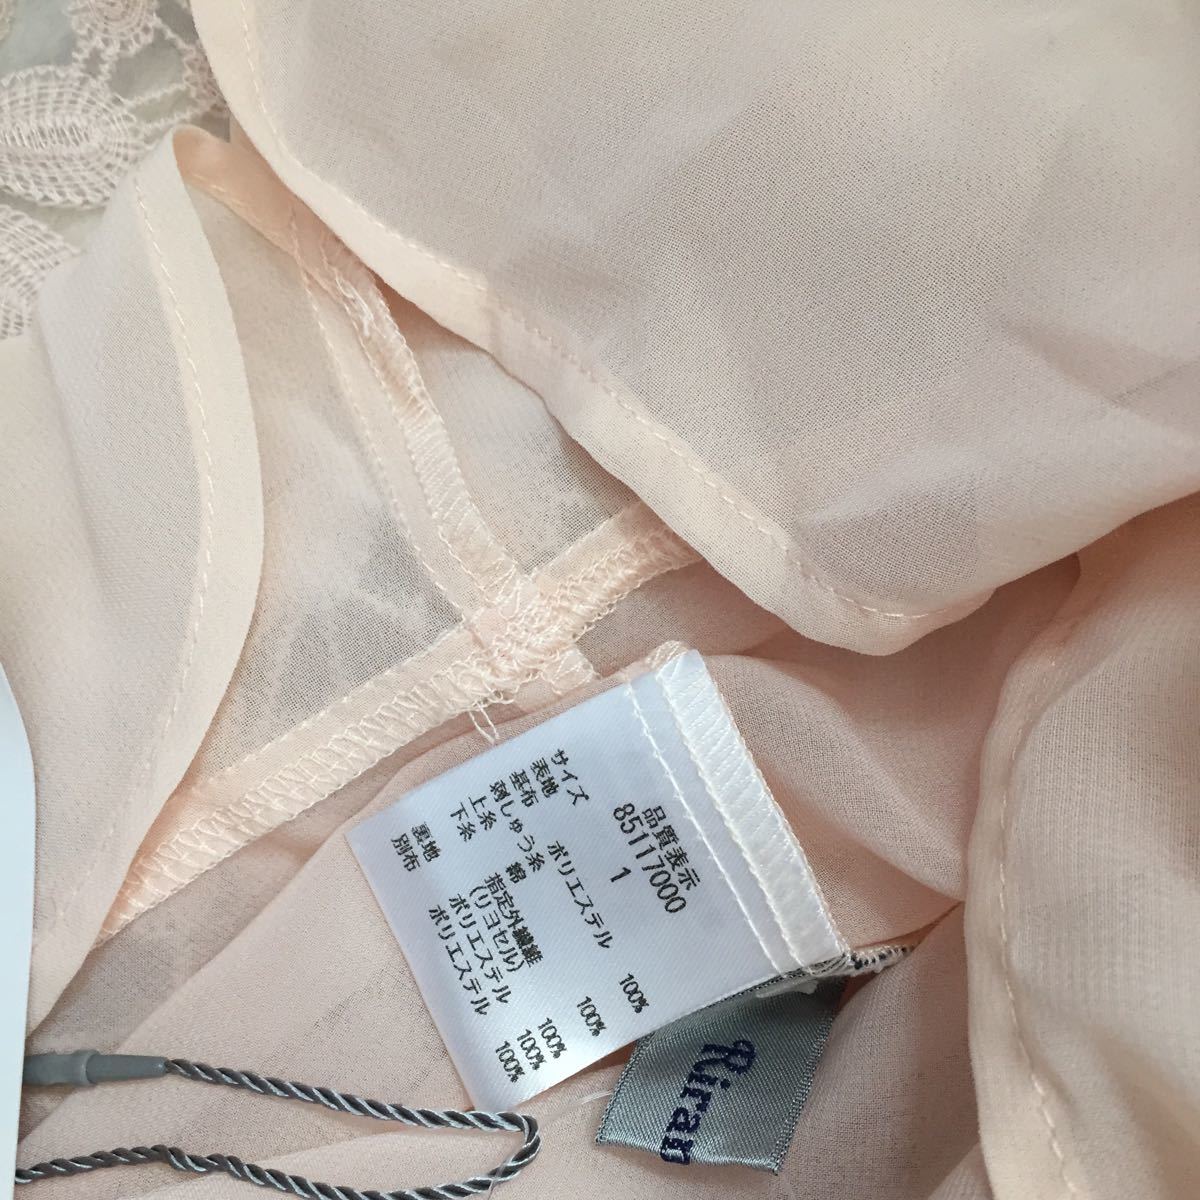 品質表示
85117000
サイズ 1
表地
基布 ポリエステル 100%
刺しゅう糸
上糸 綿 100%
下糸 指定外繊維
(リヨセル) 100%
裏地 ポリエステル 100%
別布 ポリエステル 100%
Riran